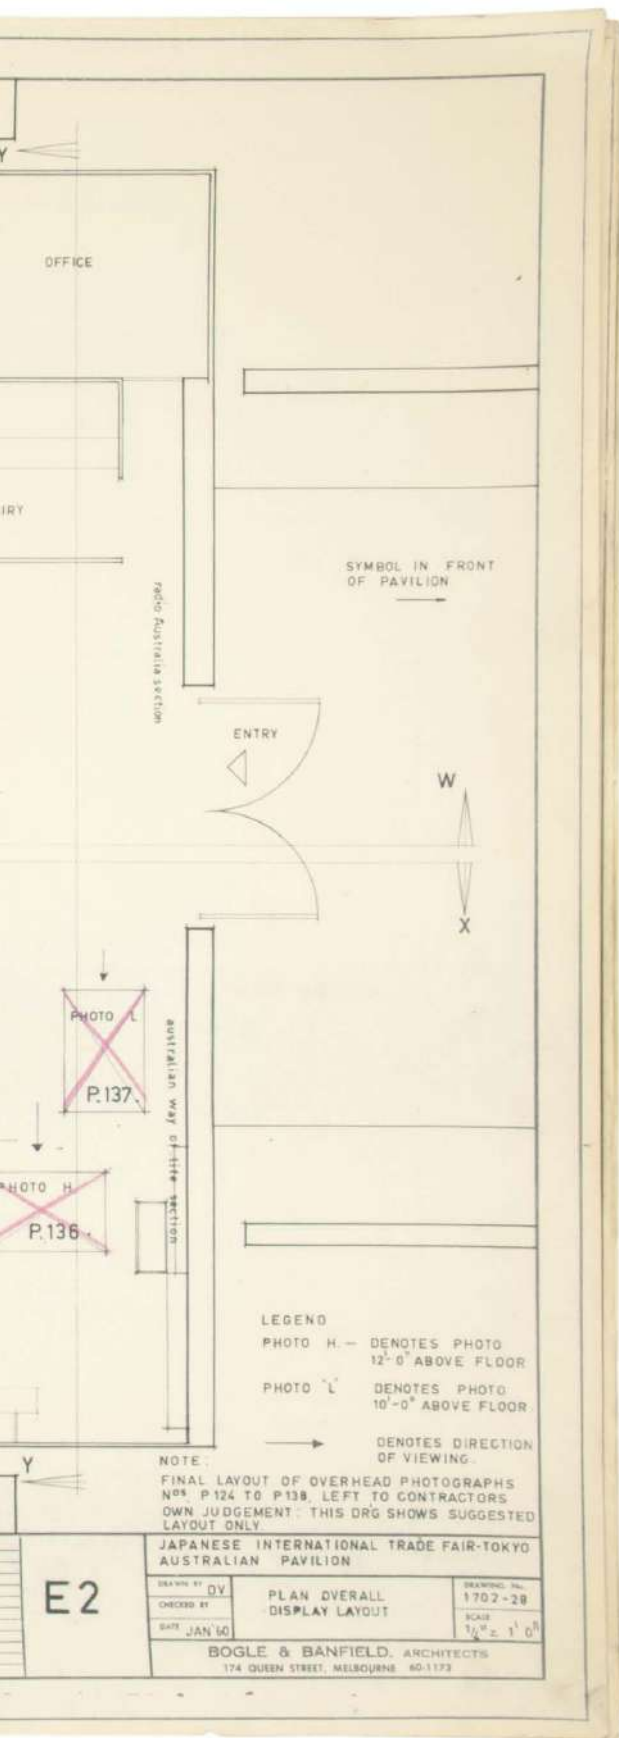 Y
OFFICE
IRY
SYMBOL IN FRONT
OF PAVILION
radio Australia section
ENTRY
W
X
PHOTO L
P.137.
australian way of life section
PHOTO H
P.136.
LEGEND
PHOTO H. — DENOTES PHOTO
12'-0" ABOVE FLOOR
PHOTO 'L' DENOTES PHOTO
10'-0" ABOVE FLOOR
DENOTES DIRECTION
OF VIEWING.
Y
NOTE:
FINAL LAYOUT OF OVERHEAD PHOTOGRAPHS
Nos. P124 TO P138, LEFT TO CONTRACTORS
OWN JUDGEMENT: THIS DRG SHOWS SUGGESTED
LAYOUT ONLY.
JAPANESE INTERNATIONAL TRADE FAIR-TOKYO
AUSTRALIAN PAVILION
E2
DRAWN BY DV
CHECKED BY
DATE JAN '60
PLAN OVERALL
DISPLAY LAYOUT
DRAWING No.
1702-28
SCALE
1/4" = 1' 0"
BOGLE & BANFIELD. ARCHITECTS
174 QUEEN STREET, MELBOURNE 60-1173